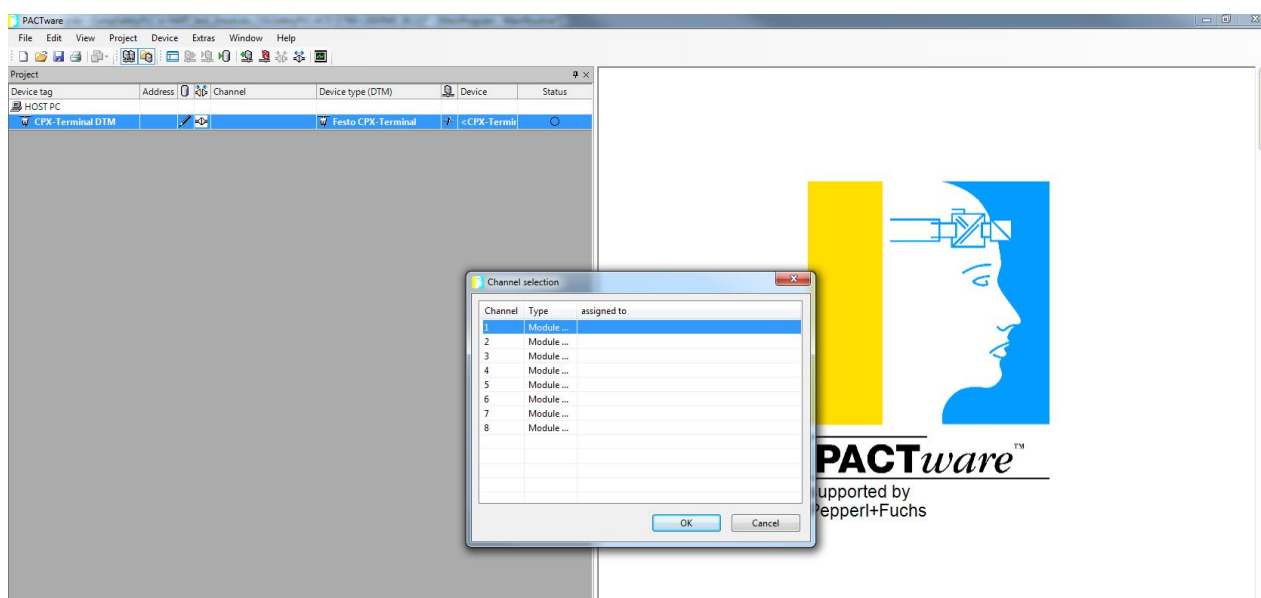 PACTware
File Edit View Project Device Extras Window Help
Project
Device tag Address Channel Device type (DTM) Device Status
HOST PC
CPX-Terminal DTM Festo CPX-Terminal <CPX-Termin
Channel selection
Channel Type assigned to
1 Module ...
2 Module ...
3 Module ...
4 Module ...
5 Module ...
6 Module ...
7 Module ...
8 Module ...
OK Cancel
PACTware™
upported by
Pepperl+Fuchs